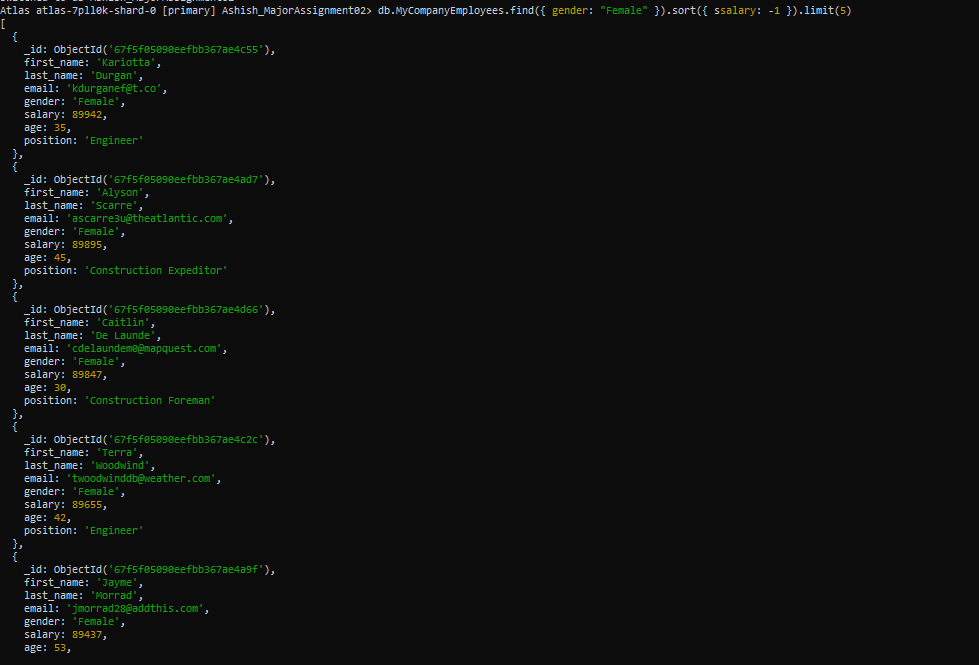 Atlas atlas-7pll0k-shard-0 [primary] Ashish_MajorAssignment02> db.MyCompanyEmployees.find({ gender: "Female" }).sort({ ssalary: -1 }).limit(5)
[
  {
    _id: ObjectId('67f5f05090eefbb367ae4c55'),
    first_name: 'Kariotta',
    last_name: 'Durgan',
    email: 'kdurganef@t.co',
    gender: 'Female',
    salary: 89942,
    age: 35,
    position: 'Engineer'
  },
  {
    _id: ObjectId('67f5f05090eefbb367ae4ad7'),
    first_name: 'Alyson',
    last_name: 'Scarre',
    email: 'ascarre3u@theatlantic.com',
    gender: 'Female',
    salary: 89895,
    age: 45,
    position: 'Construction Expeditor'
  },
  {
    _id: ObjectId('67f5f05090eefbb367ae4d66'),
    first_name: 'Caitlin',
    last_name: 'De Launde',
    email: 'cdelaundem0@mapquest.com',
    gender: 'Female',
    salary: 89847,
    age: 30,
    position: 'Construction Foreman'
  },
  {
    _id: ObjectId('67f5f05090eefbb367ae4c2c'),
    first_name: 'Terra',
    last_name: 'Woodwind',
    email: 'twoodwinddb@weather.com',
    gender: 'Female',
    salary: 89655,
    age: 42,
    position: 'Engineer'
  },
  {
    _id: ObjectId('67f5f05090eefbb367ae4a9f'),
    first_name: 'Jayme',
    last_name: 'Morrad',
    email: 'jmorrad28@addthis.com',
    gender: 'Female',
    salary: 89437,
    age: 53,